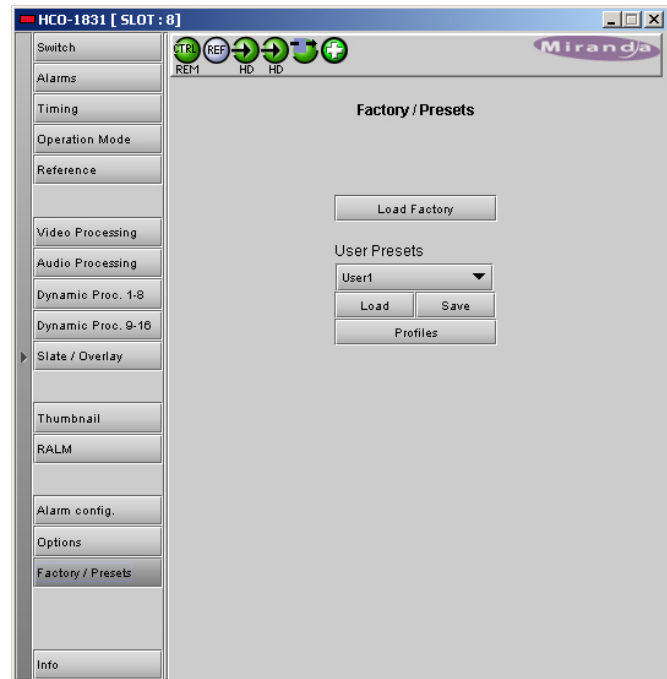 HCO-1831 [ SLOT : 8]
Switch
Alarms
Timing
Operation Mode
Reference
Video Processing
Audio Processing
Dynamic Proc. 1-8
Dynamic Proc. 9-16
Slate / Overlay
Thumbnail
RALM
Alarm config.
Options
Factory / Presets
Info
CTRL REF
REM HD HD
Miranda
Factory / Presets
Load Factory
User Presets
User1
Load Save
Profiles